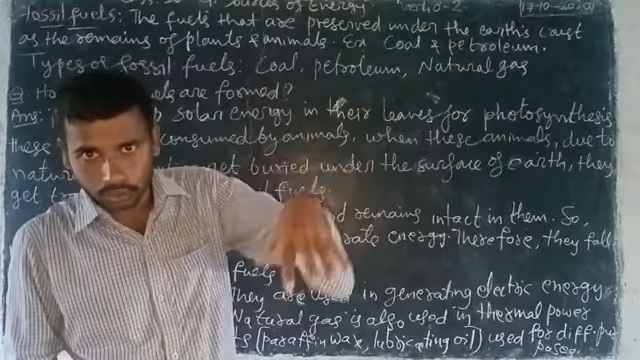 Sources of Energy Vedio-2 (17-10-2020)
Fossil fuels: The fuels that are preserved under the earth's crust
as the remains of plants & animals. Ex Coal & petroleum.
Types of fossil fuels: Coal, petroleum, Natural gas
Q. Ho fuels are formed?
Ans: solar energy in their leaves for photosynthesis
these consumed by animals, when these animals, due to
natur get buried under the surface of earth, they
get fuels.
remains intact in them. So,
energy. Therefore, they fall
fuels
They are used in generating electric energy
Natural gas is also used in thermal power
(paraffin wax, lubricating oil) used for diff. pur
poses